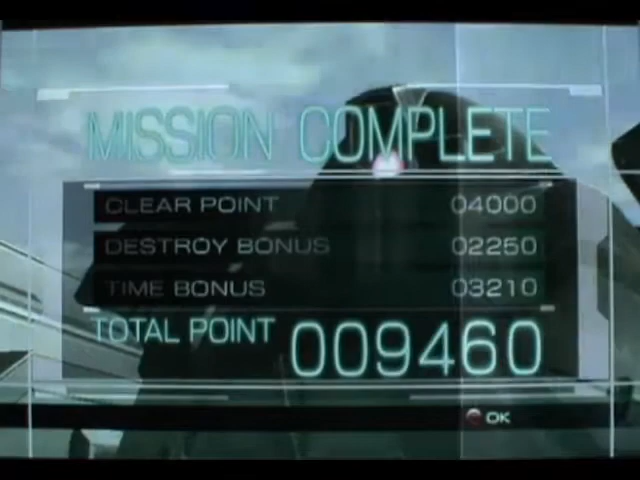 MISSION COMPLETE
CLEAR POINT 04000
DESTROY BONUS 02250
TIME BONUS 03210
TOTAL POINT 009460
OK